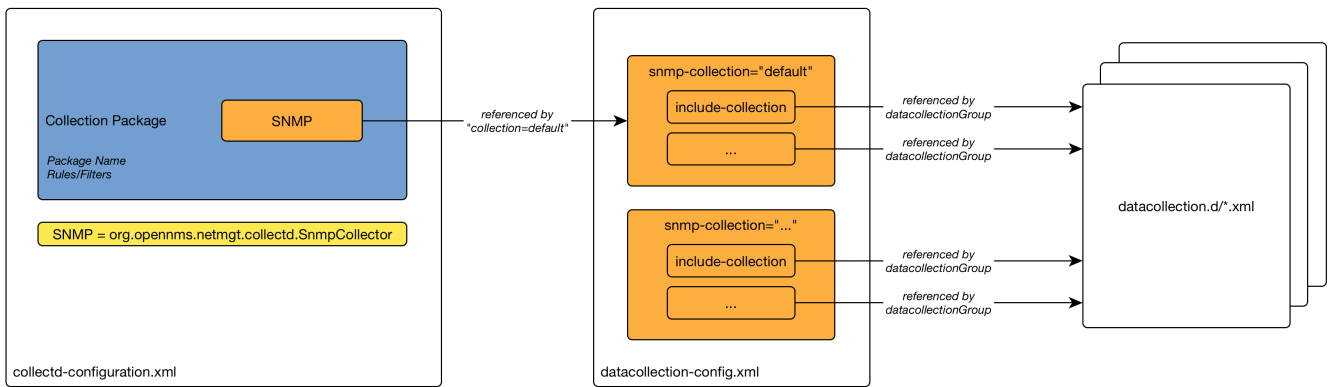 Collection Package
SNMP
Package Name
Rules/Filters
SNMP = org.opennms.netmgt.collectd.SnmpCollector
collectd-configuration.xml
referenced by
"collection=default"
snmp-collection="default"
include-collection
...
snmp-collection="..."
include-collection
...
datacollection-config.xml
referenced by
datacollectionGroup
referenced by
datacollectionGroup
referenced by
datacollectionGroup
referenced by
datacollectionGroup
datacollection.d/*.xml